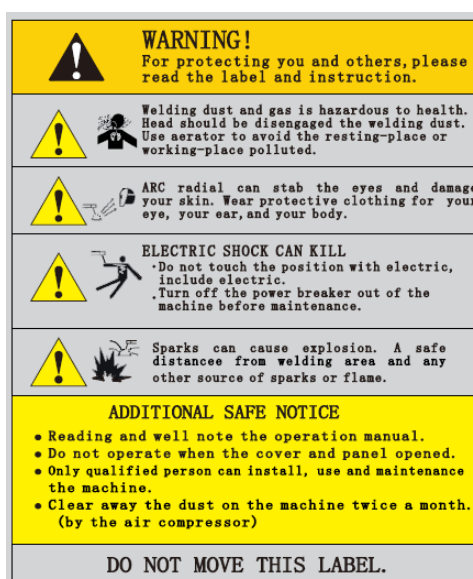 WARNING!
For protecting you and others, please
read the label and instruction.
Welding dust and gas is hazardous to health.
Head should be disengaged the welding dust.
Use aerator to avoid the resting-place or
working-place polluted.
ARC radial can stab the eyes and damage
your skin. Wear protective clothing for your
eye, your ear, and your body.
ELECTRIC SHOCK CAN KILL
·Do not touch the position with electric,
include electric.
.Turn off the power breaker out of the
machine before maintenance.
Sparks can cause explosion. A safe
distancee from welding area and any
other source of sparks or flame.
ADDITIONAL SAFE NOTICE
● Reading and well note the operation manual.
● Do not operate when the cover and panel opened.
● Only qualified person can install, use and maintenance
the machine.
● Clear away the dust on the machine twice a month.
(by the air compressor)
DO NOT MOVE THIS LABEL.